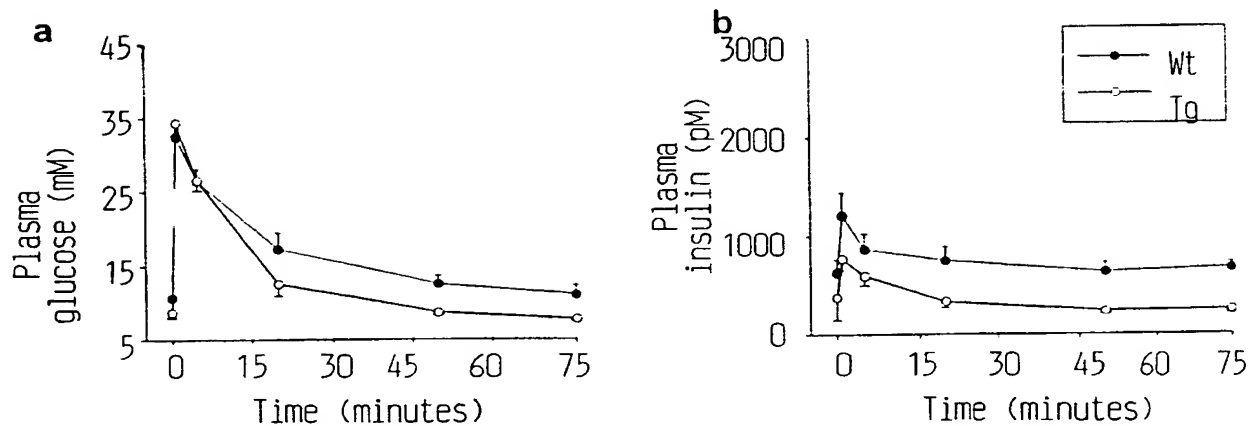 a
45
35
25
15
5
Plasma
glucose (mM)
0 15 30 45 60 75
Time (minutes)
b
3000
2000
1000
0
Plasma
insulin (pM)
0 15 30 45 60 75
Time (minutes)
Wt
Tg